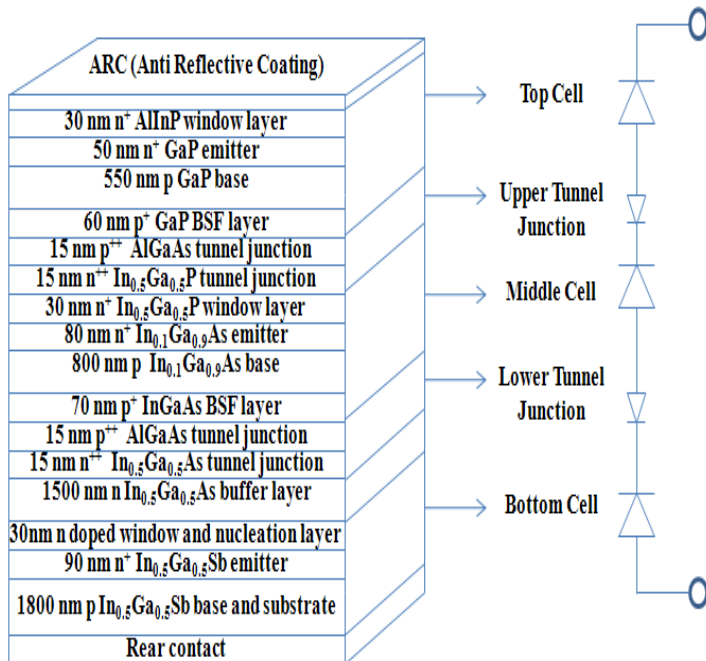 ARC (Anti Reflective Coating)
30 nm n⁺ AlInP window layer
50 nm n⁺ GaP emitter
550 nm p GaP base
60 nm p⁺ GaP BSF layer
15 nm p⁺⁺ AlGaAs tunnel junction
15 nm n⁺⁺ In₀.₅Ga₀.₅P tunnel junction
30 nm n⁺ In₀.₅Ga₀.₅P window layer
80 nm n⁺ In₀.₁Ga₀.₉As emitter
800 nm p In₀.₁Ga₀.₉As base
70 nm p⁺ InGaAs BSF layer
15 nm p⁺⁺ AlGaAs tunnel junction
15 nm n⁺⁺ In₀.₅Ga₀.₅As tunnel junction
1500 nm n In₀.₅Ga₀.₅As buffer layer
30nm n doped window and nucleation layer
90 nm n⁺ In₀.₅Ga₀.₅Sb emitter
1800 nm p In₀.₅Ga₀.₅Sb base and substrate
Rear contact
Top Cell
Upper Tunnel
Junction
Middle Cell
Lower Tunnel
Junction
Bottom Cell